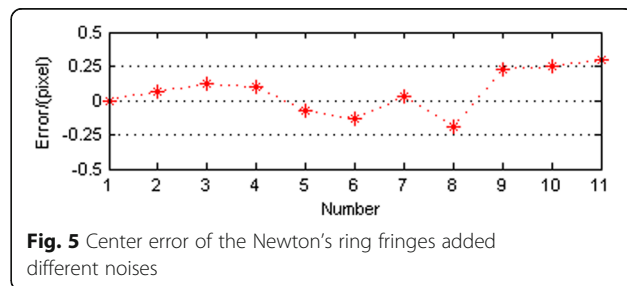 0.5
0.25
0
-0.25
-0.5
Error/(pixel)
1 2 3 4 5 6 7 8 9 10 11
Number
Fig. 5 Center error of the Newton's ring fringes added
different noises